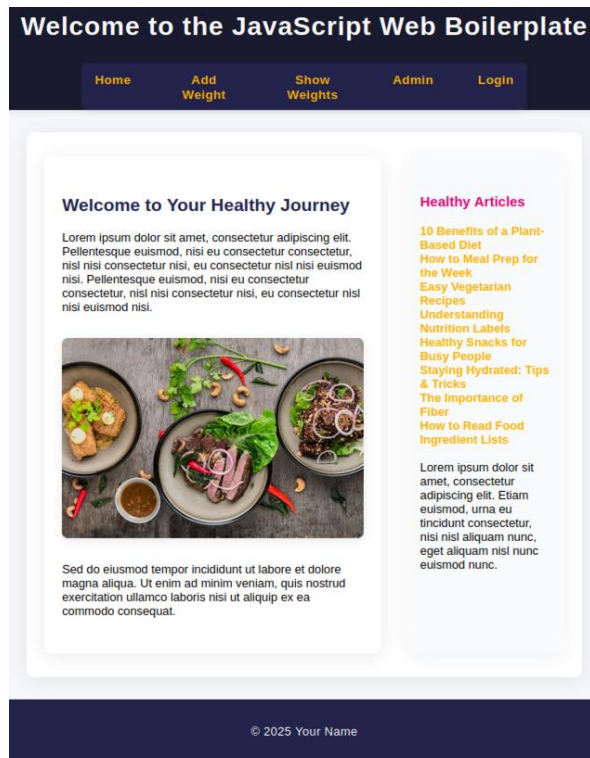 Welcome to the JavaScript Web Boilerplate
Home
Add
Weight
Show
Weights
Admin
Login
Welcome to Your Healthy Journey
Lorem ipsum dolor sit amet, consectetur adipiscing elit.
Pellentesque euismod, nisi eu consectetur consectetur,
nisl nisi consectetur nisi, eu consectetur nisl nisi euismod
nisi. Pellentesque euismod, nisi eu consectetur
consectetur, nisl nisi consectetur nisi, eu consectetur nisl
nisi euismod nisi.
Sed do eiusmod tempor incididunt ut labore et dolore
magna aliqua. Ut enim ad minim veniam, quis nostrud
exercitation ullamco laboris nisi ut aliquip ex ea
commodo consequat.
Healthy Articles
10 Benefits of a Plant-
Based Diet
How to Meal Prep for
the Week
Easy Vegetarian
Recipes
Understanding
Nutrition Labels
Healthy Snacks for
Busy People
Staying Hydrated: Tips
& Tricks
The Importance of
Fiber
How to Read Food
Ingredient Lists
Lorem ipsum dolor sit
amet, consectetur
adipiscing elit. Etiam
euismod, urna eu
tincidunt consectetur,
nisi nisl aliquam nunc,
eget aliquam nisl nunc
euismod nunc.
© 2025 Your Name